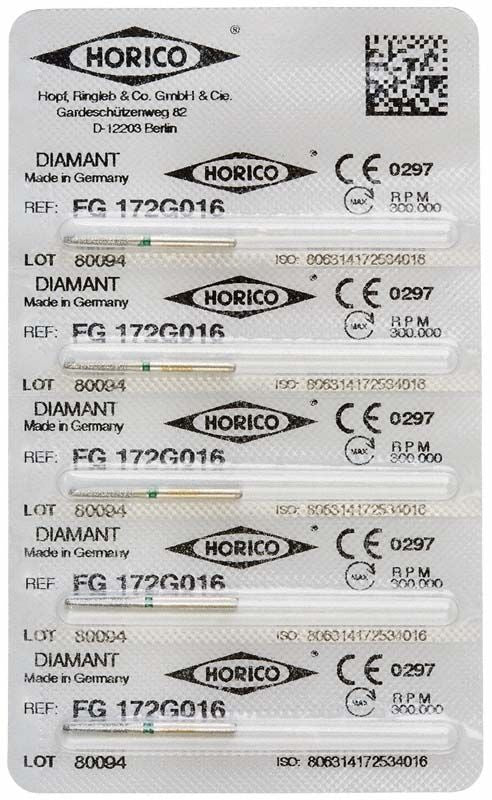 HORICO ®
Hopf, Ringleb & Co. GmbH & Cie.
Gardeschützenweg 82
D-12203 Berlin
DIAMANT HORICO ® CE 0297
Made in Germany
REF: FG 172G016 MAX RPM 300.000
LOT 80094 ISO: 806314172534016
DIAMANT HORICO ® CE 0297
Made in Germany
REF: FG 172G016 MAX RPM 300.000
LOT 80094 ISO: 806314172534016
DIAMANT HORICO ® CE 0297
Made in Germany
REF: FG 172G016 MAX RPM 300.000
LOT 80094 ISO: 806314172534016
DIAMANT HORICO ® CE 0297
Made in Germany
REF: FG 172G016 MAX RPM 300.000
LOT 80094 ISO: 806314172534016
DIAMANT HORICO ® CE 0297
Made in Germany
REF: FG 172G016 MAX RPM 300.000
LOT 80094 ISO: 806314172534016